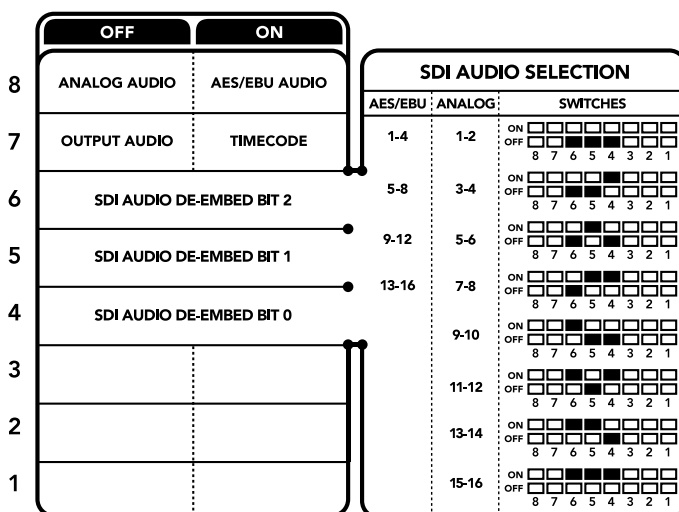 OFF ON
8 ANALOG AUDIO AES/EBU AUDIO
7 OUTPUT AUDIO TIMECODE
6 SDI AUDIO DE-EMBED BIT 2
5 SDI AUDIO DE-EMBED BIT 1
4 SDI AUDIO DE-EMBED BIT 0
3
2
1
SDI AUDIO SELECTION
AES/EBU ANALOG SWITCHES
1-4 1-2 ON
OFF
8 7 6 5 4 3 2 1
5-8 3-4 ON
OFF
8 7 6 5 4 3 2 1
9-12 5-6 ON
OFF
8 7 6 5 4 3 2 1
13-16 7-8 ON
OFF
8 7 6 5 4 3 2 1
9-10 ON
OFF
8 7 6 5 4 3 2 1
11-12 ON
OFF
8 7 6 5 4 3 2 1
13-14 ON
OFF
8 7 6 5 4 3 2 1
15-16 ON
OFF
8 7 6 5 4 3 2 1